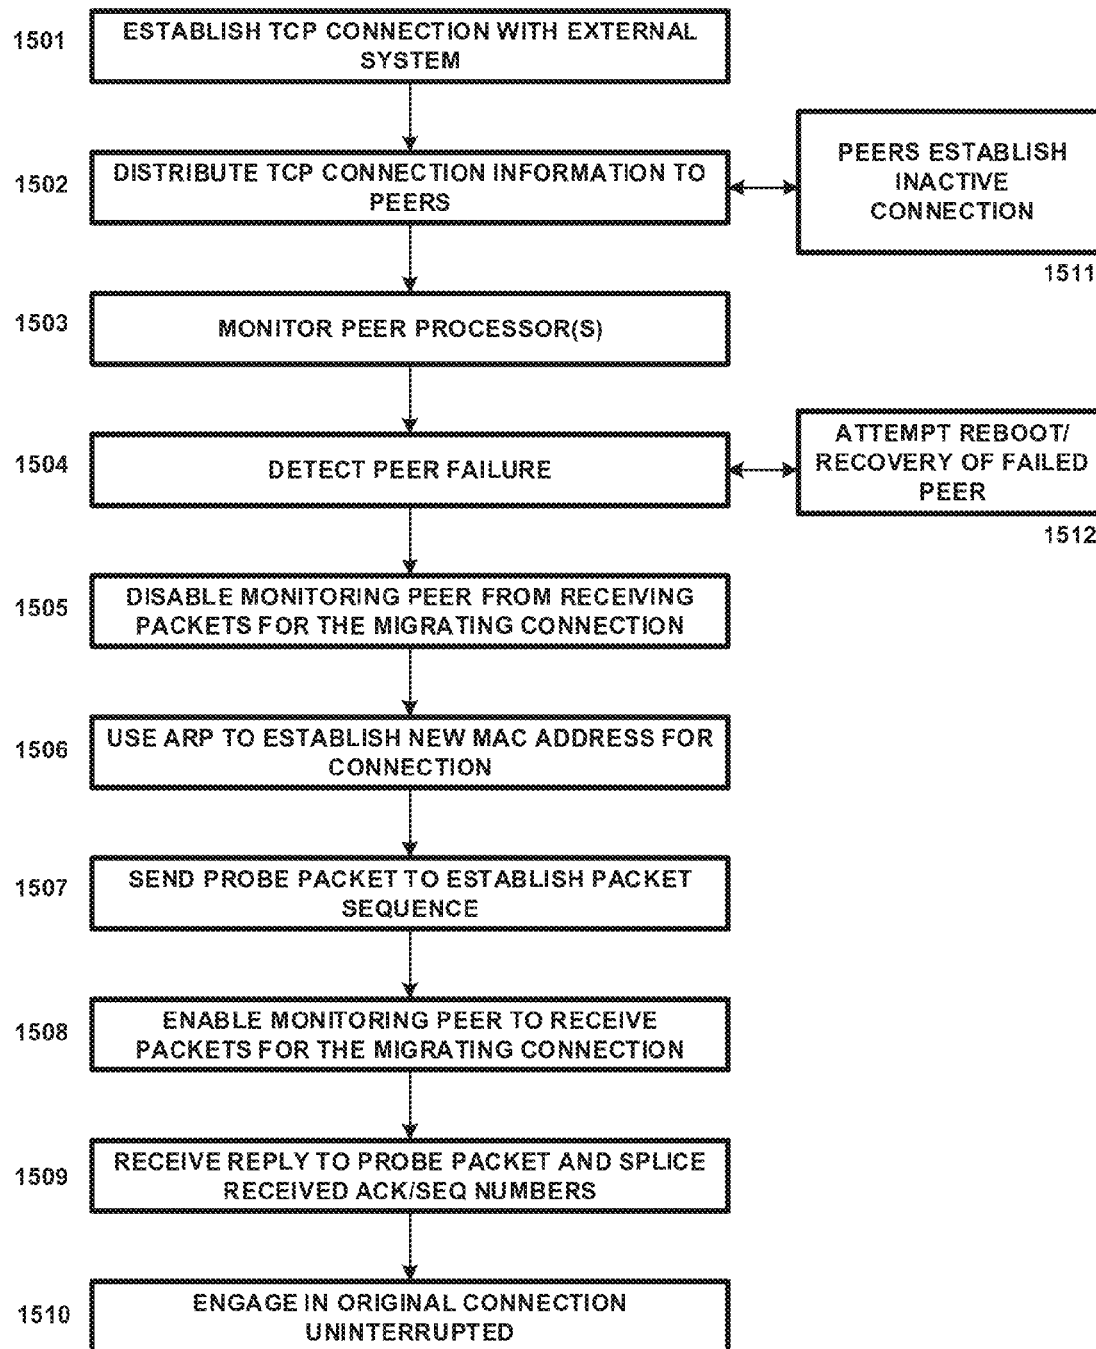 1501
ESTABLISH TCP CONNECTION WITH EXTERNAL
SYSTEM
1502
DISTRIBUTE TCP CONNECTION INFORMATION TO
PEERS
PEERS ESTABLISH
INACTIVE
CONNECTION
1511
1503
MONITOR PEER PROCESSOR(S)
1504
DETECT PEER FAILURE
ATTEMPT REBOOT/
RECOVERY OF FAILED
PEER
1512
1505
DISABLE MONITORING PEER FROM RECEIVING
PACKETS FOR THE MIGRATING CONNECTION
1506
USE ARP TO ESTABLISH NEW MAC ADDRESS FOR
CONNECTION
1507
SEND PROBE PACKET TO ESTABLISH PACKET
SEQUENCE
1508
ENABLE MONITORING PEER TO RECEIVE
PACKETS FOR THE MIGRATING CONNECTION
1509
RECEIVE REPLY TO PROBE PACKET AND SPLICE
RECEIVED ACK/SEQ NUMBERS
1510
ENGAGE IN ORIGINAL CONNECTION
UNINTERRUPTED